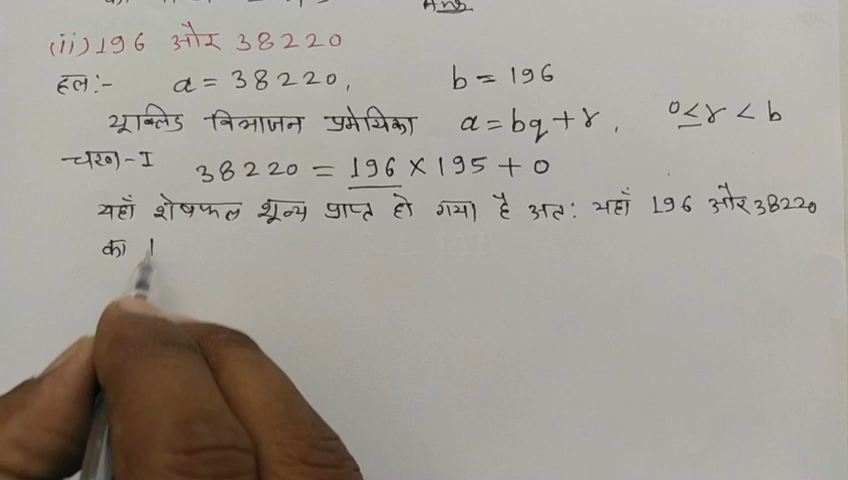 Ans
(ii) 196 और 38220
हल:- a = 38220, b = 196
यूक्लिड विभाजन प्रमेयिका a = bq + r, 0 ≤ r < b
चरण-I 38220 = 196 × 195 + 0
यहाँ शेषफल शून्य प्राप्त हो गया है अत: यहाँ 196 और 38220
का